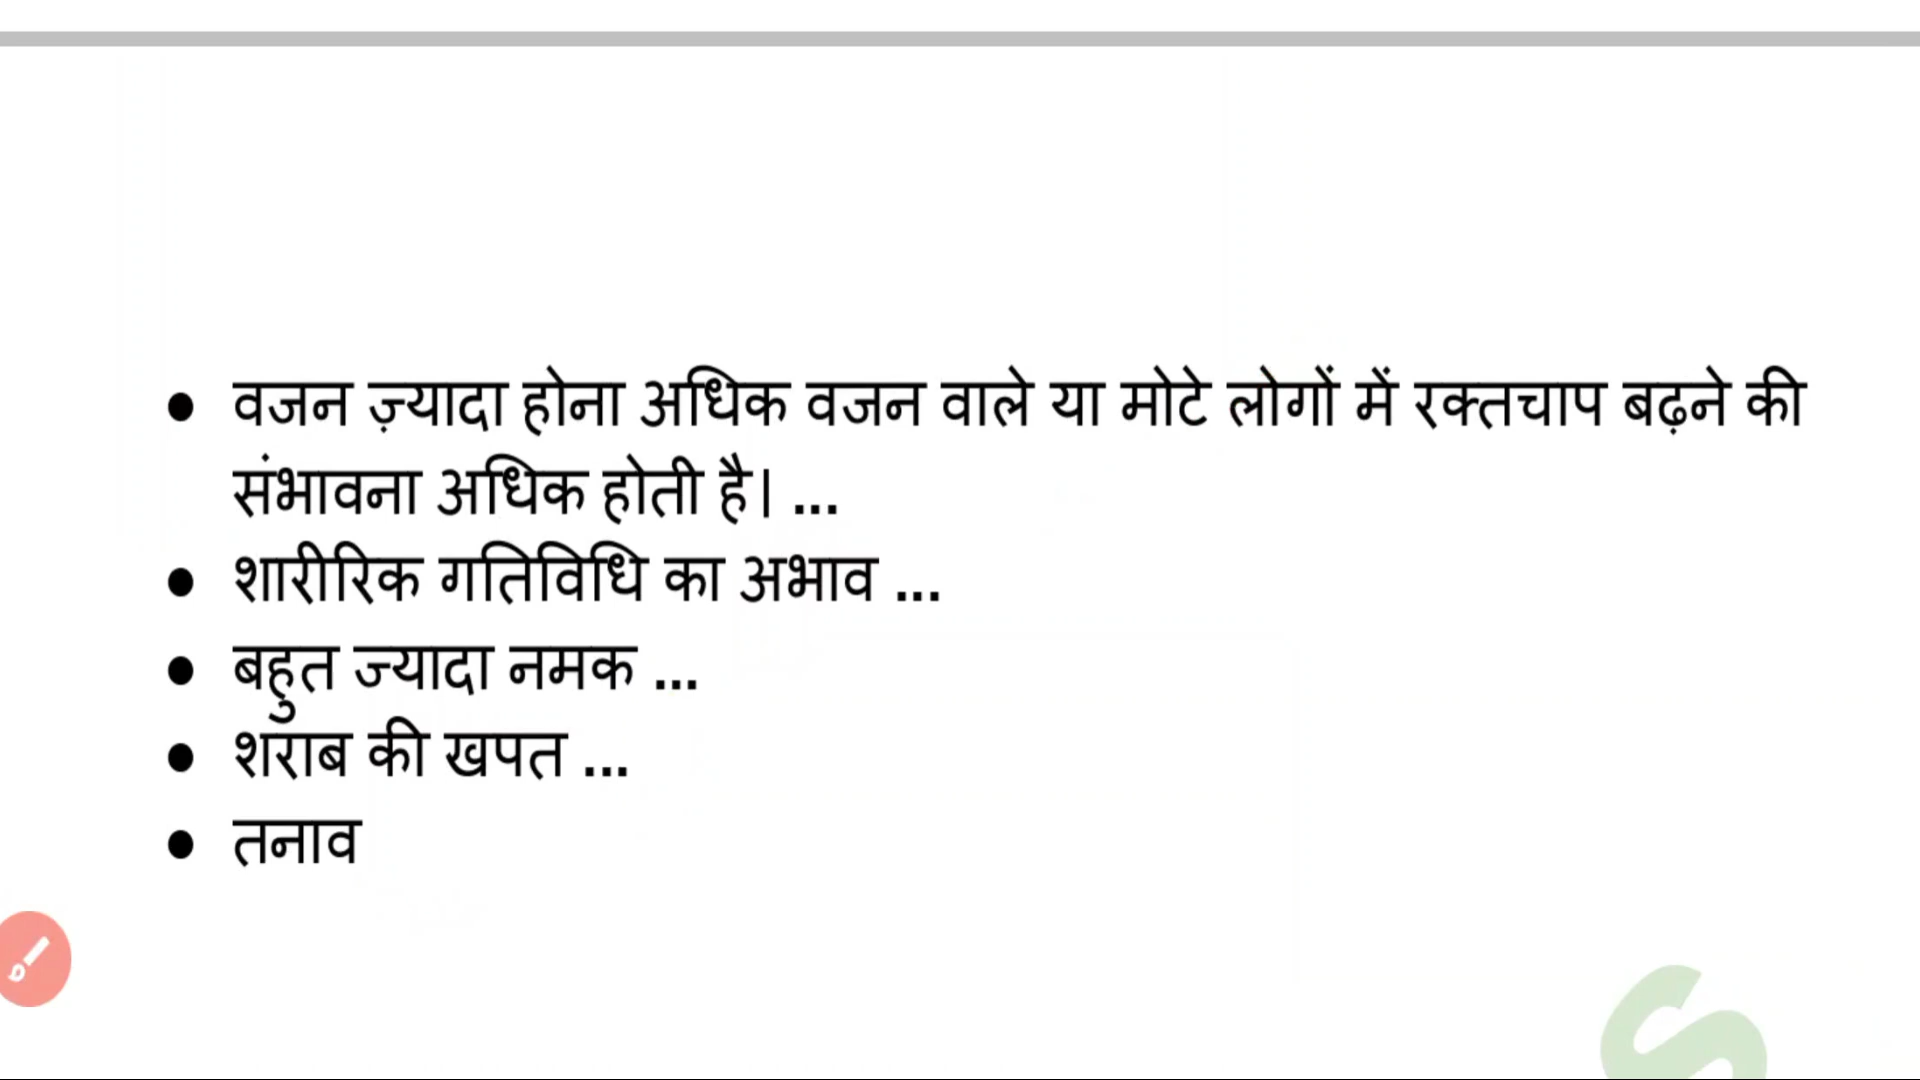 ● वजन ज़्यादा होना अधिक वजन वाले या मोटे लोगों में रक्तचाप बढ़ने की
संभावना अधिक होती है। ...
● शारीरिक गतिविधि का अभाव ...
● बहुत ज्यादा नमक ...
● शराब की खपत ...
● तनाव
S